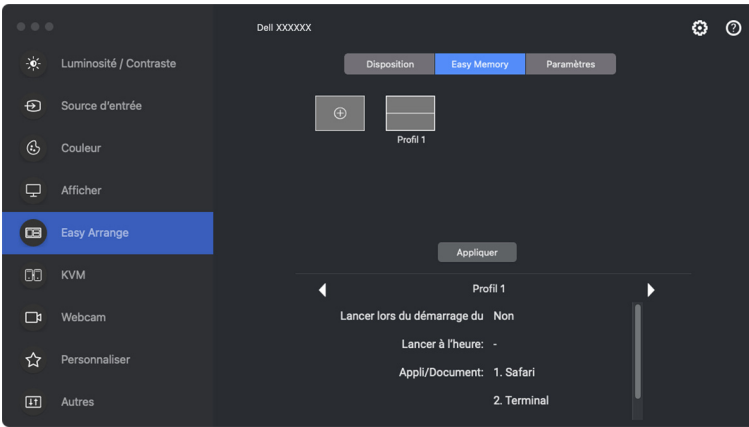 Dell XXXXXX
Luminosité / Contraste
Source d'entrée
Couleur
Afficher
Easy Arrange
KVM
Webcam
Personnaliser
Autres
Disposition Easy Memory Paramètres
Profil 1
Appliquer
Profil 1
Lancer lors du démarrage du Non
Lancer à l'heure: -
Appli/Document: 1. Safari
2. Terminal